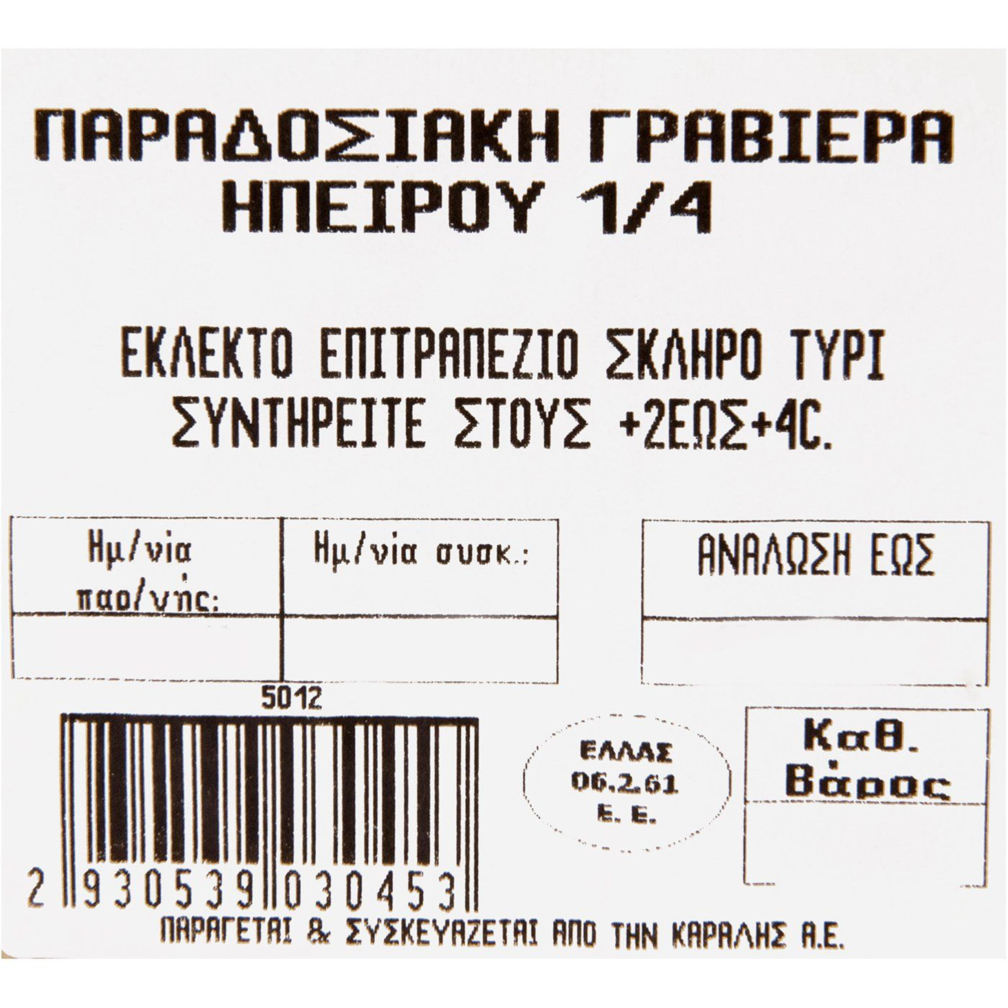 ΠΑΡΑΔΟΣΙΑΚΗ ΓΡΑΒΙΕΡΑ
ΗΠΕΙΡΟΥ 1/4
ΕΚΛΕΚΤΟ ΕΠΙΤΡΑΠΕΖΙΟ ΣΚΛΗΡΟ ΤΥΡΙ
ΣΥΝΤΗΡΕΙΤΕ ΣΤΟΥΣ +2ΕΩΣ+4C.
Ημ/νία
παρ/νής:
Ημ/νία συσκ.:
ΑΝΑΛΩΣΗ ΕΩΣ
5012
ΕΛΛΑΣ
06.2.61
Ε. Ε.
Καθ.
Βάρος
2 930539 030453
ΠΑΡΑΓΕΤΑΙ & ΣΥΣΚΕΥΑΖΕΤΑΙ ΑΠΟ ΤΗΝ ΚΑΡΑΛΗΣ Α.Ε.